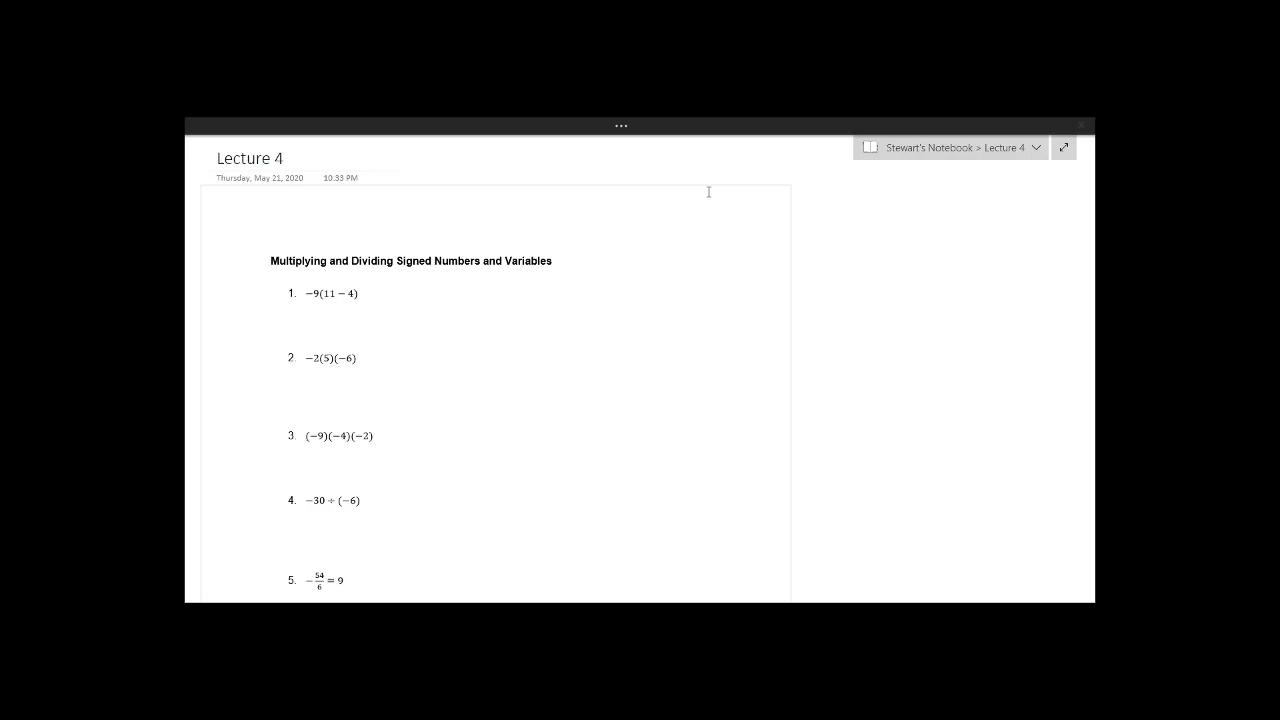 ...
Lecture 4
Stewart's Notebook > Lecture 4
Thursday, May 21, 2020 10:33 PM
Multiplying and Dividing Signed Numbers and Variables
1. −9(11 − 4)
2. −2(5)(−6)
3. (−9)(−4)(−2)
4. −30 ÷ (−6)
5. −54/6 = 9